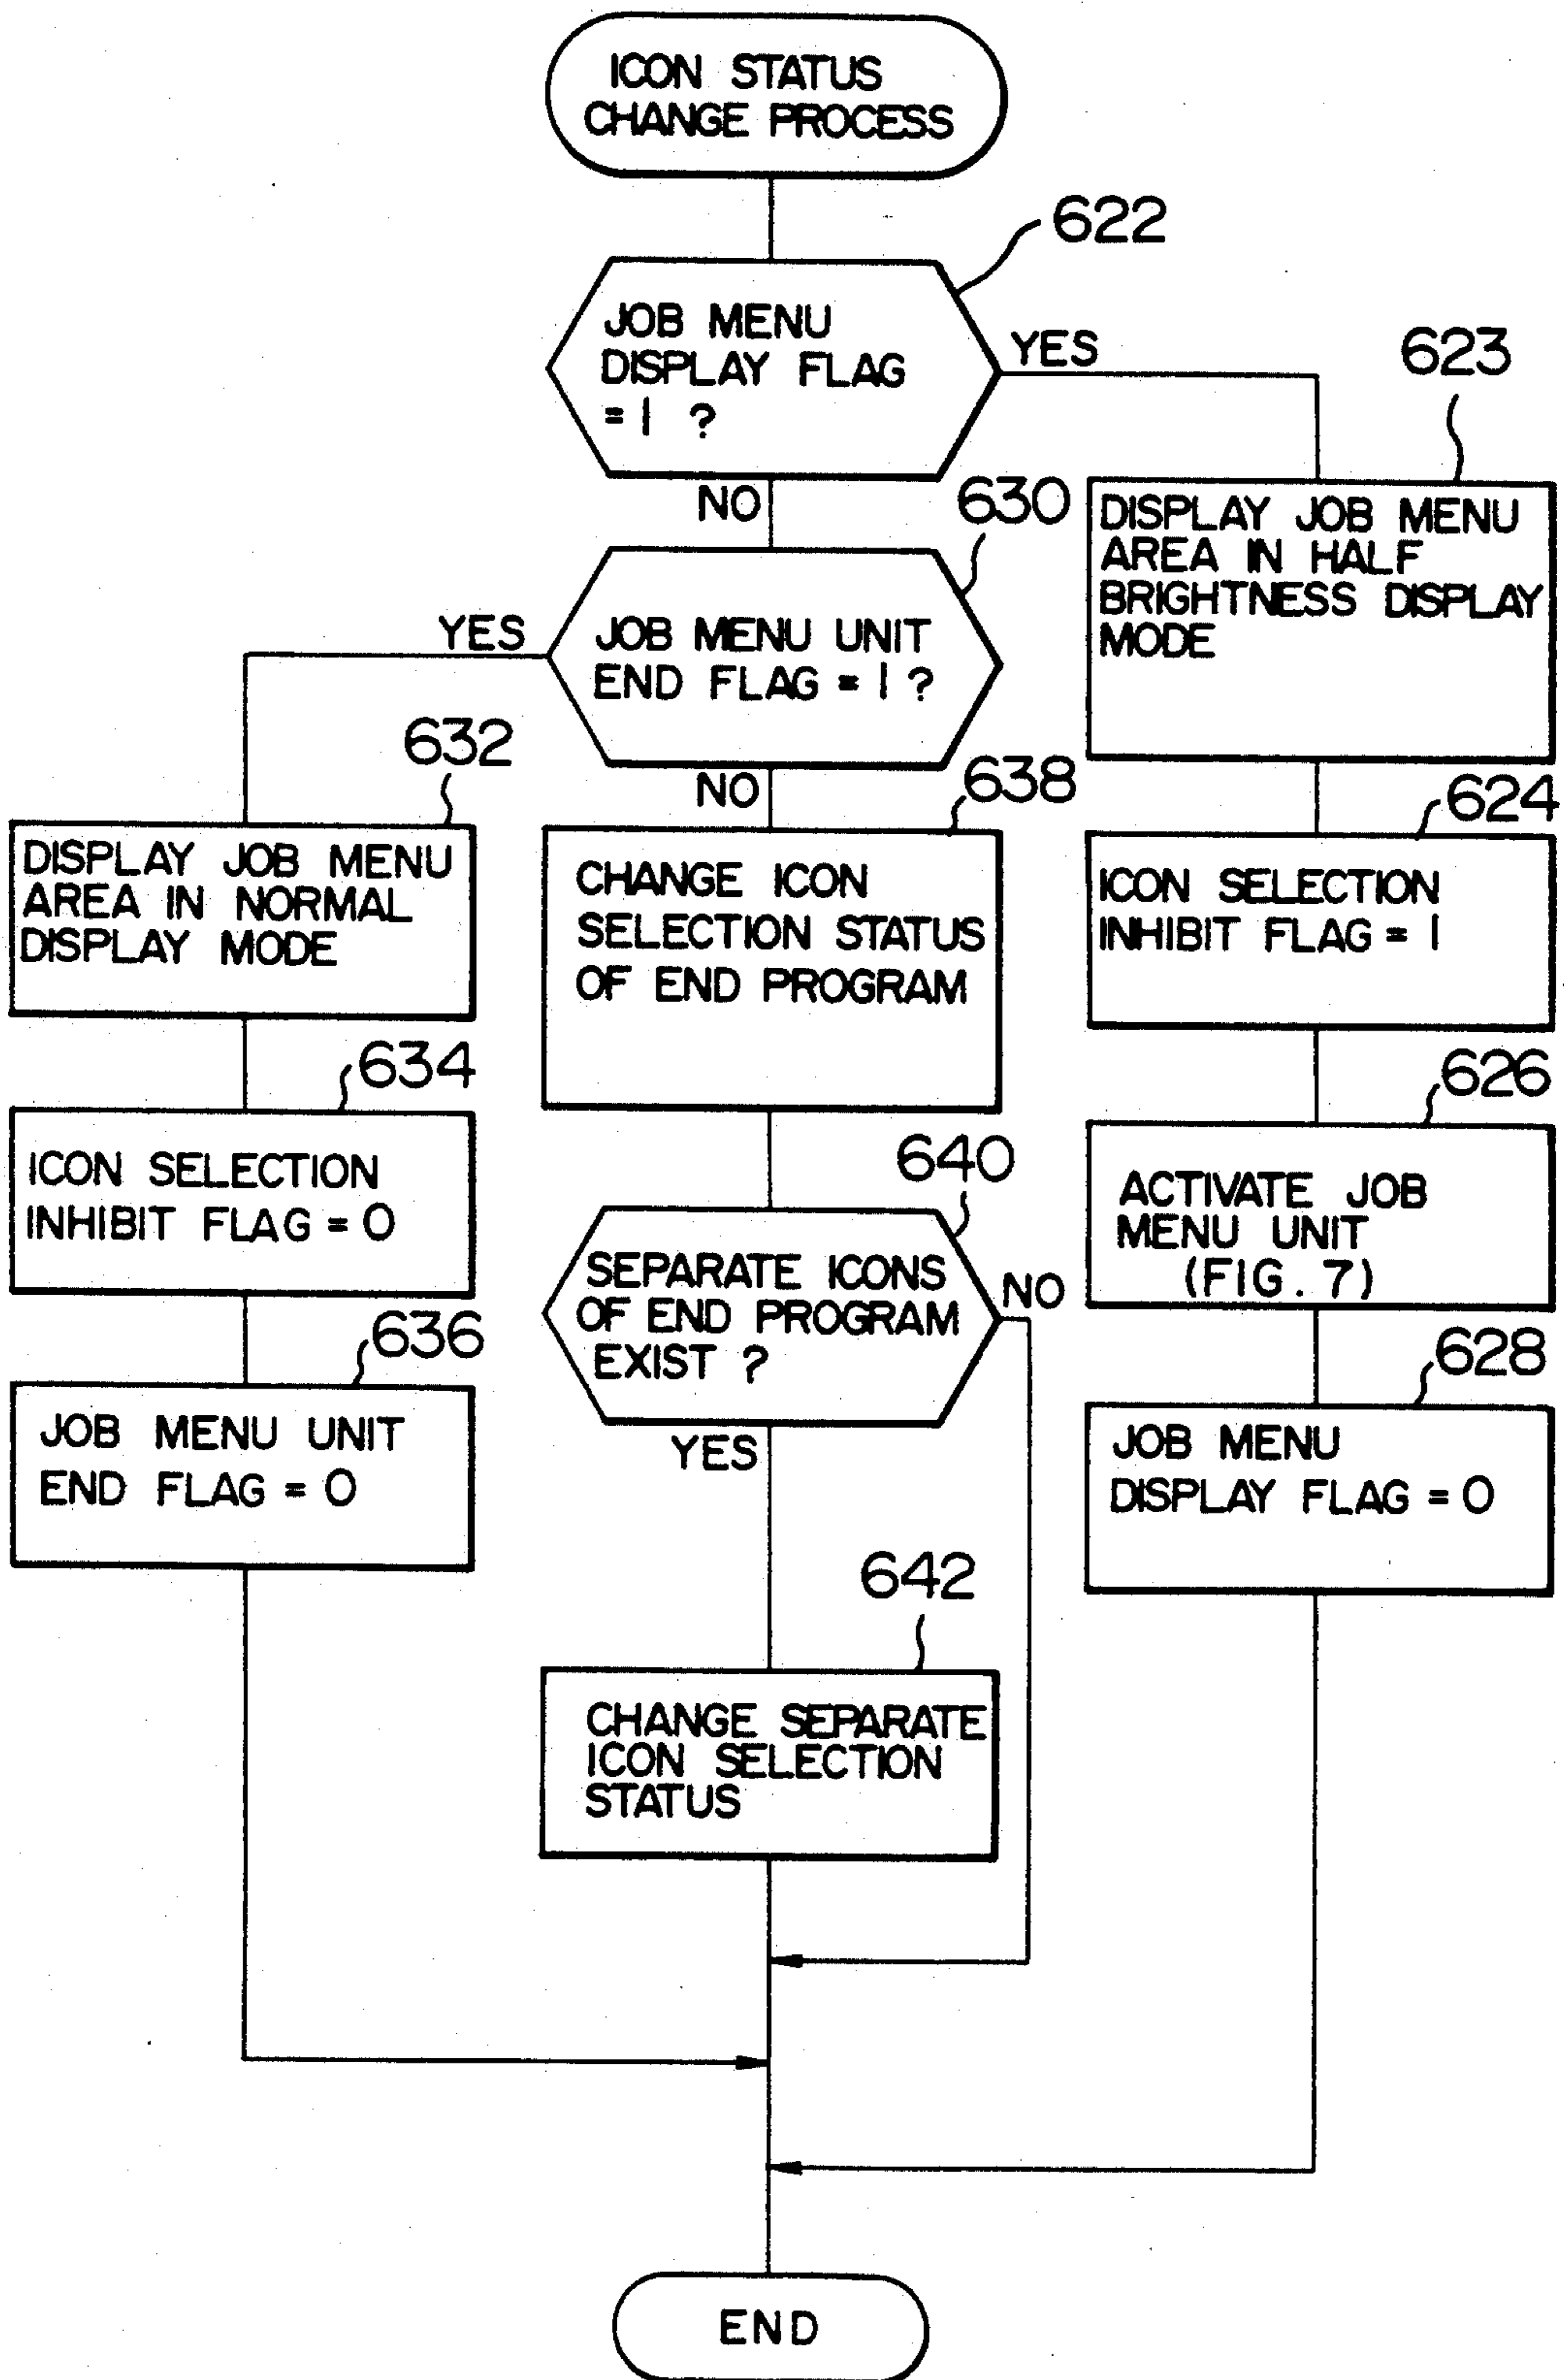 ICON STATUS
CHANGE PROCESS
622
JOB MENU
DISPLAY FLAG
= 1 ?
YES
NO
623
DISPLAY JOB MENU
AREA IN HALF
BRIGHTNESS DISPLAY
MODE
630
JOB MENU UNIT
END FLAG = 1 ?
YES
NO
632
DISPLAY JOB MENU
AREA IN NORMAL
DISPLAY MODE
638
CHANGE ICON
SELECTION STATUS
OF END PROGRAM
624
ICON SELECTION
INHIBIT FLAG = 1
634
ICON SELECTION
INHIBIT FLAG = 0
640
SEPARATE ICONS
OF END PROGRAM
EXIST ?
NO
YES
626
ACTIVATE JOB
MENU UNIT
(FIG. 7)
636
JOB MENU UNIT
END FLAG = 0
628
JOB MENU
DISPLAY FLAG = 0
642
CHANGE SEPARATE
ICON SELECTION
STATUS
END